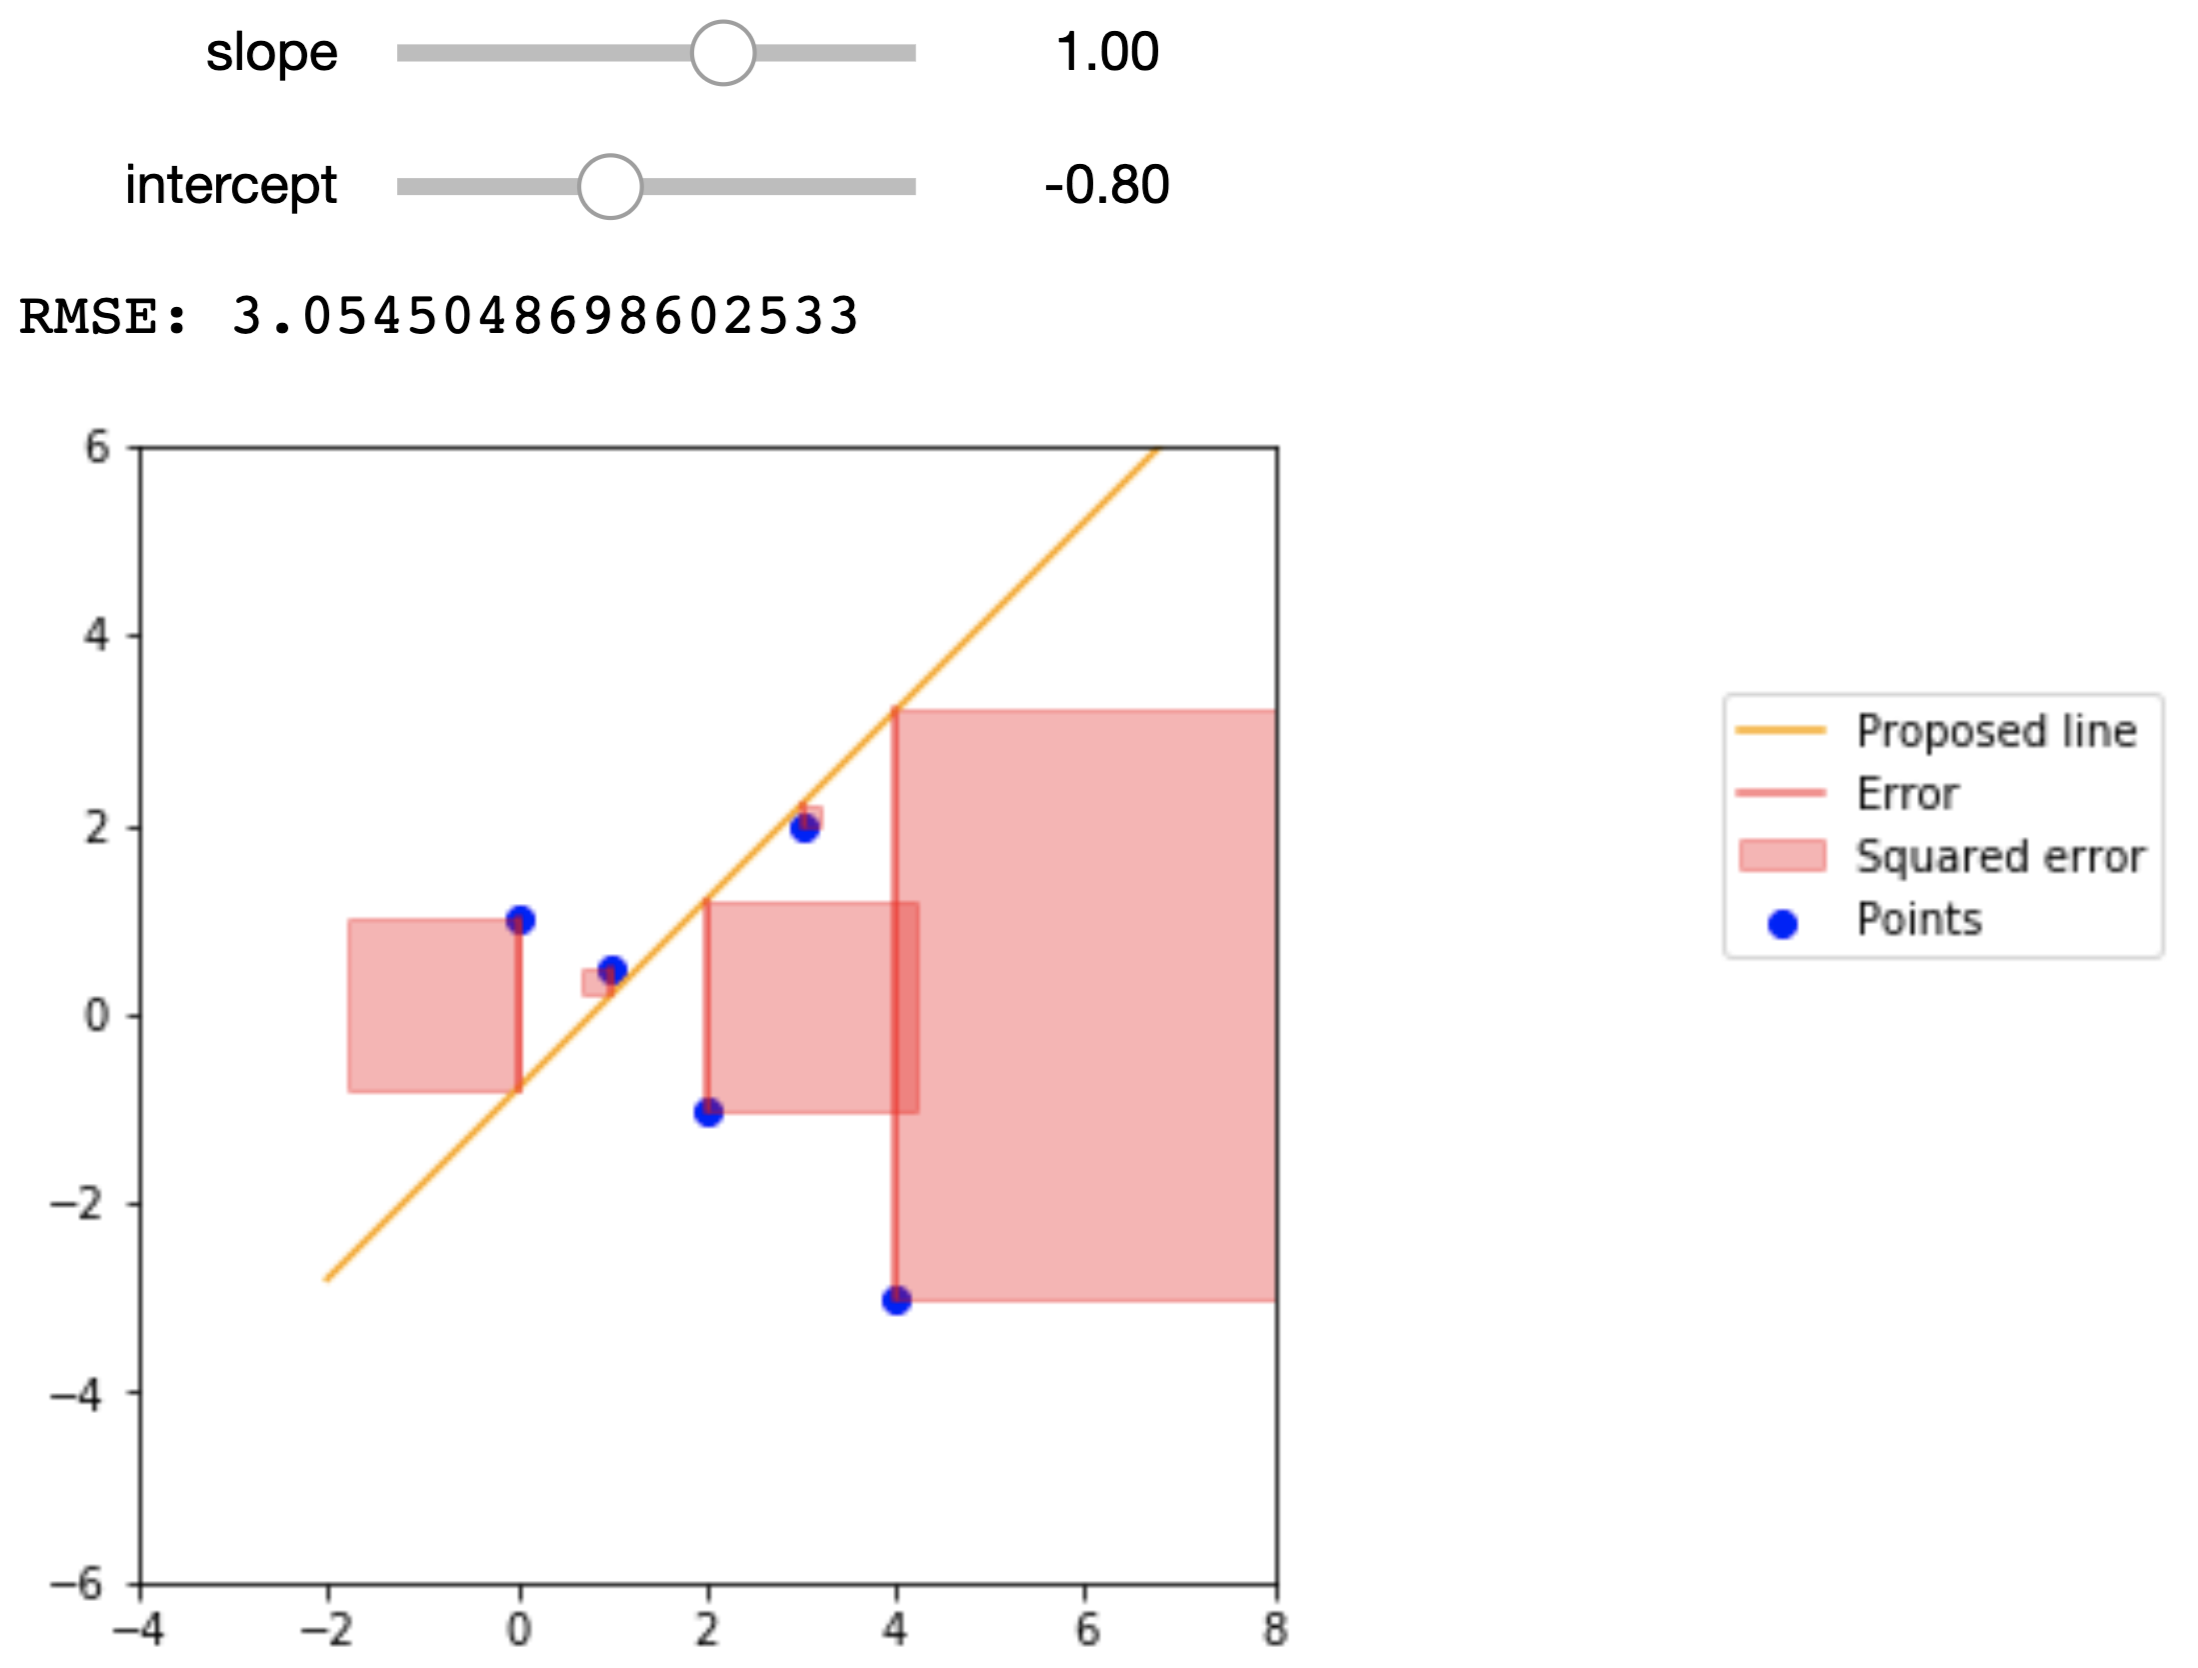 slope 1.00
intercept -0.80
RMSE: 3.0545048698602533
6
4
2
0
−2
−4
−6
−4 −2 0 2 4 6 8
Proposed line
Error
Squared error
Points